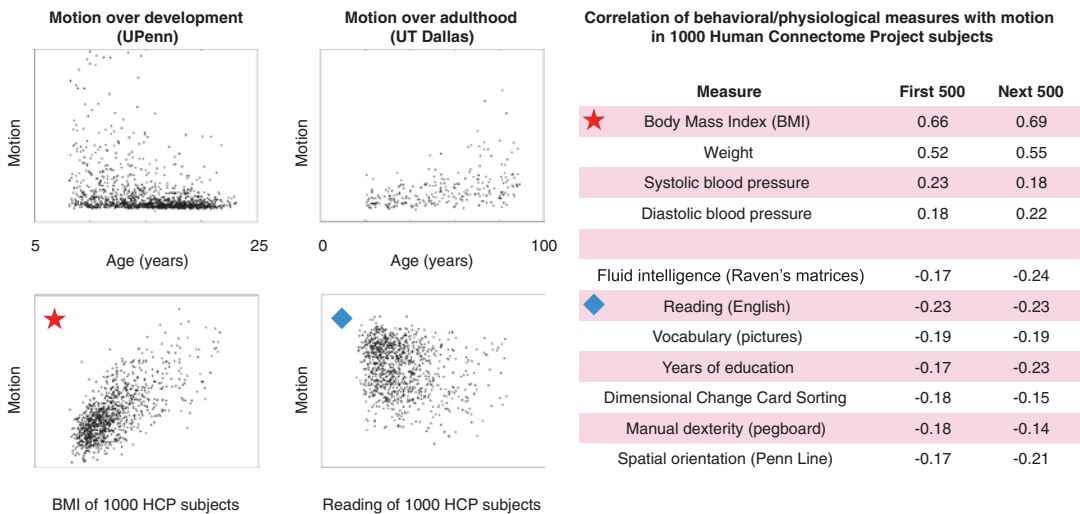 Motion over development
(UPenn)
Motion
5
25
Age (years)
Motion over adulthood
(UT Dallas)
Motion
0
100
Age (years)
Motion
BMI of 1000 HCP subjects
Motion
Reading of 1000 HCP subjects
Correlation of behavioral/physiological measures with motion
in 1000 Human Connectome Project subjects
Measure First 500 Next 500
Body Mass Index (BMI) 0.66 0.69
Weight 0.52 0.55
Systolic blood pressure 0.23 0.18
Diastolic blood pressure 0.18 0.22
Fluid intelligence (Raven's matrices) -0.17 -0.24
Reading (English) -0.23 -0.23
Vocabulary (pictures) -0.19 -0.19
Years of education -0.17 -0.23
Dimensional Change Card Sorting -0.18 -0.15
Manual dexterity (pegboard) -0.18 -0.14
Spatial orientation (Penn Line) -0.17 -0.21